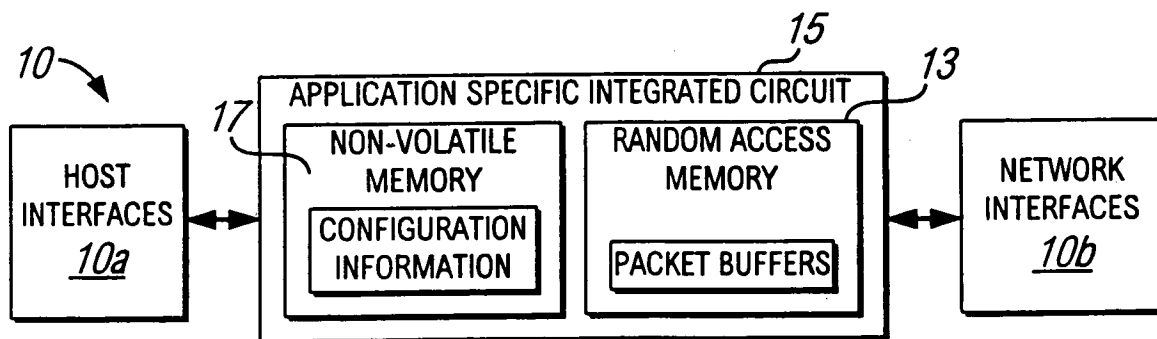 10
15
13
APPLICATION SPECIFIC INTEGRATED CIRCUIT
17
HOST
INTERFACES
10a
NON-VOLATILE
MEMORY
CONFIGURATION
INFORMATION
RANDOM ACCESS
MEMORY
PACKET BUFFERS
NETWORK
INTERFACES
10b